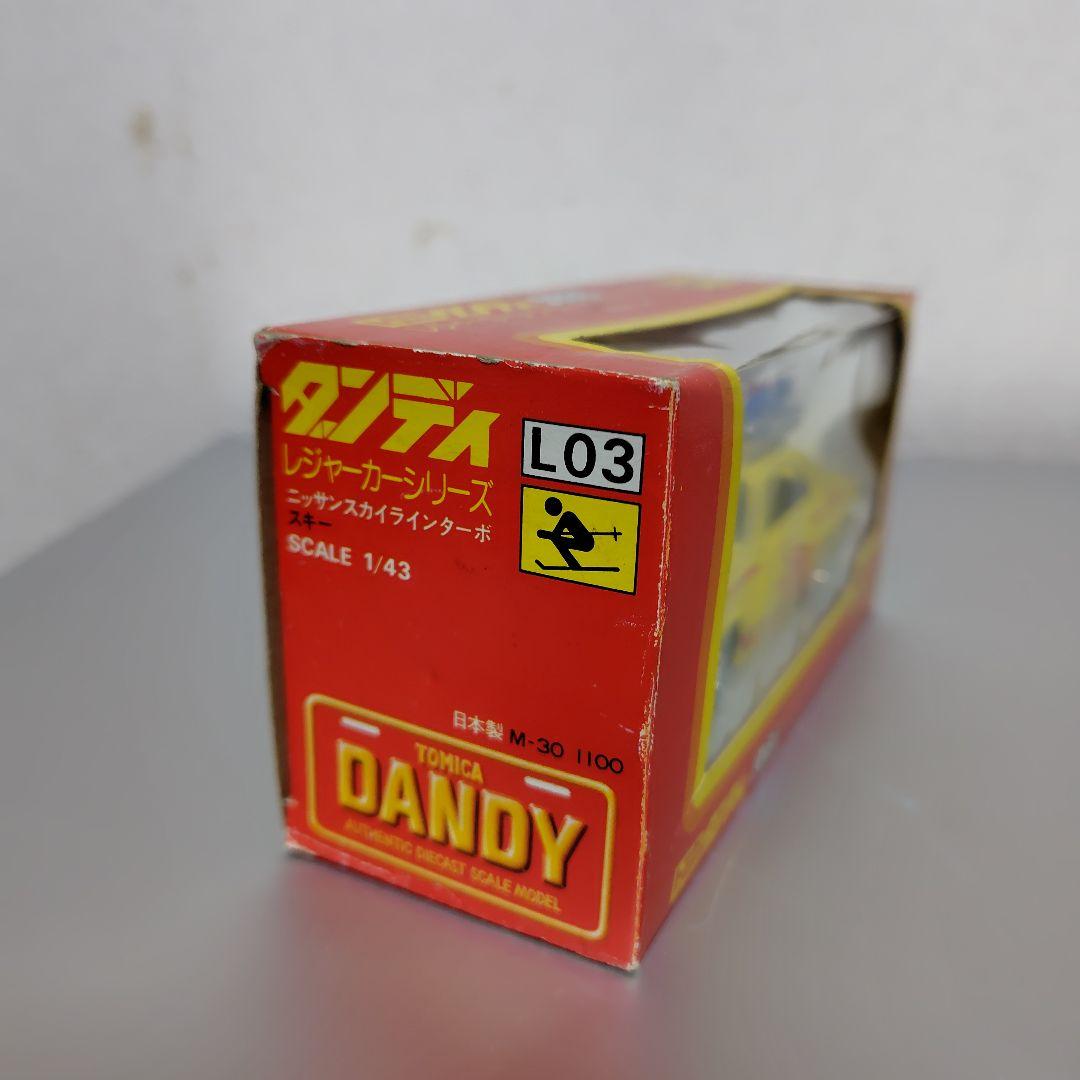 ダンディ
レジャーカーシリーズ
ニッサンスカイラインターボ
スキー
SCALE 1/43
L03
日本製 M-30 1100
TOMICA
DANDY
AUTHENTIC DIECAST SCALE MODEL